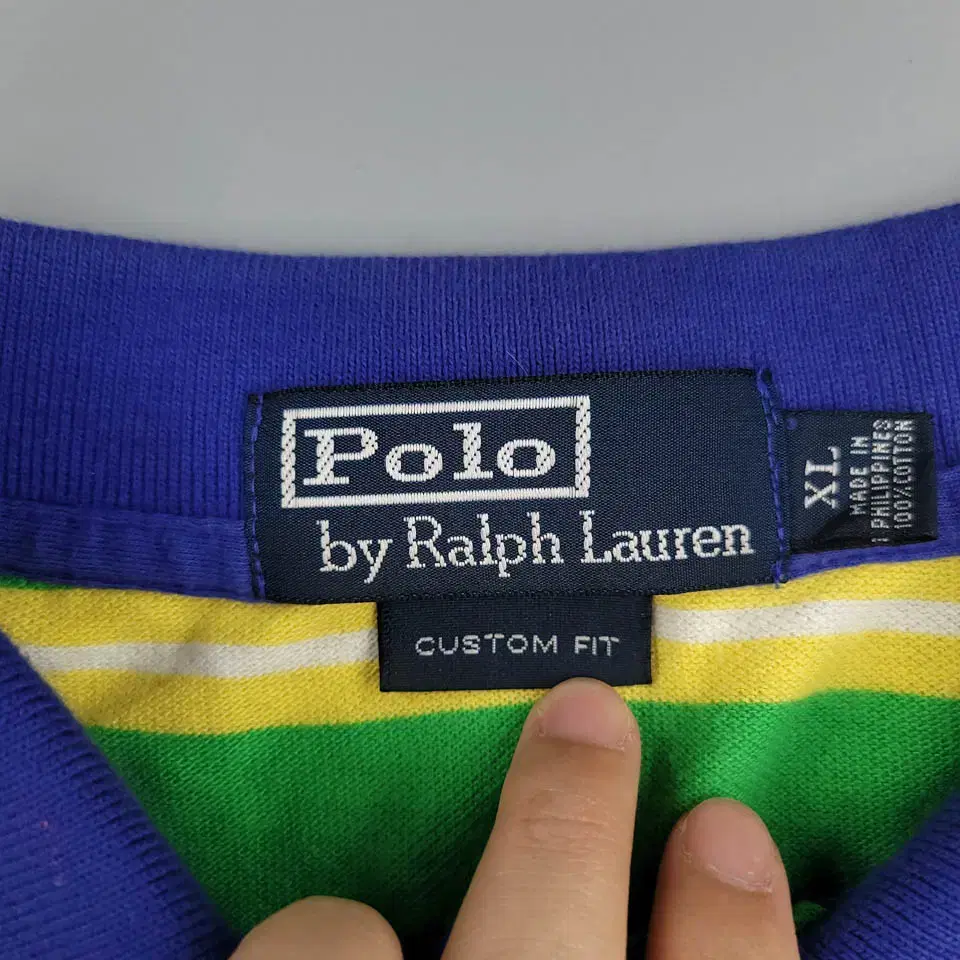 Polo
by Ralph Lauren
CUSTOM FIT
XL
MADE IN
PHILIPPINES
100%COTTON